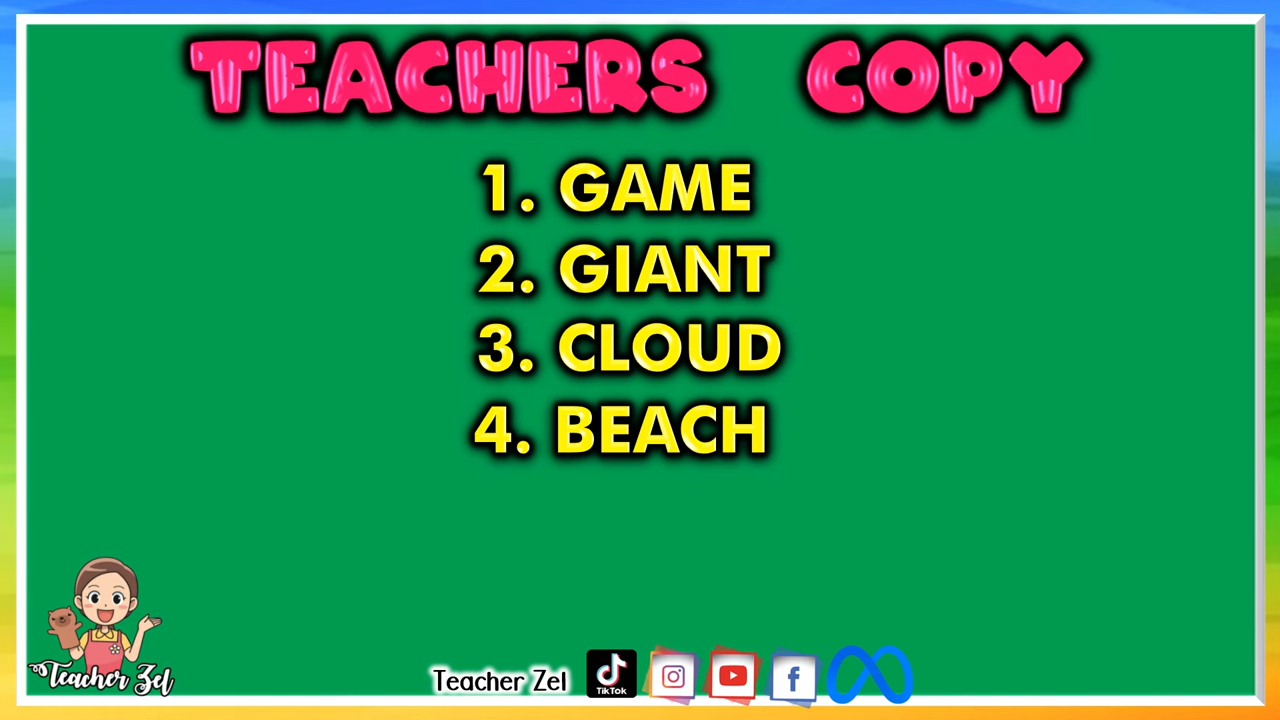 TEACHERS COPY
1. GAME
2. GIANT
3. CLOUD
4. BEACH
Teacher Zel
Teacher Zel
TikTok